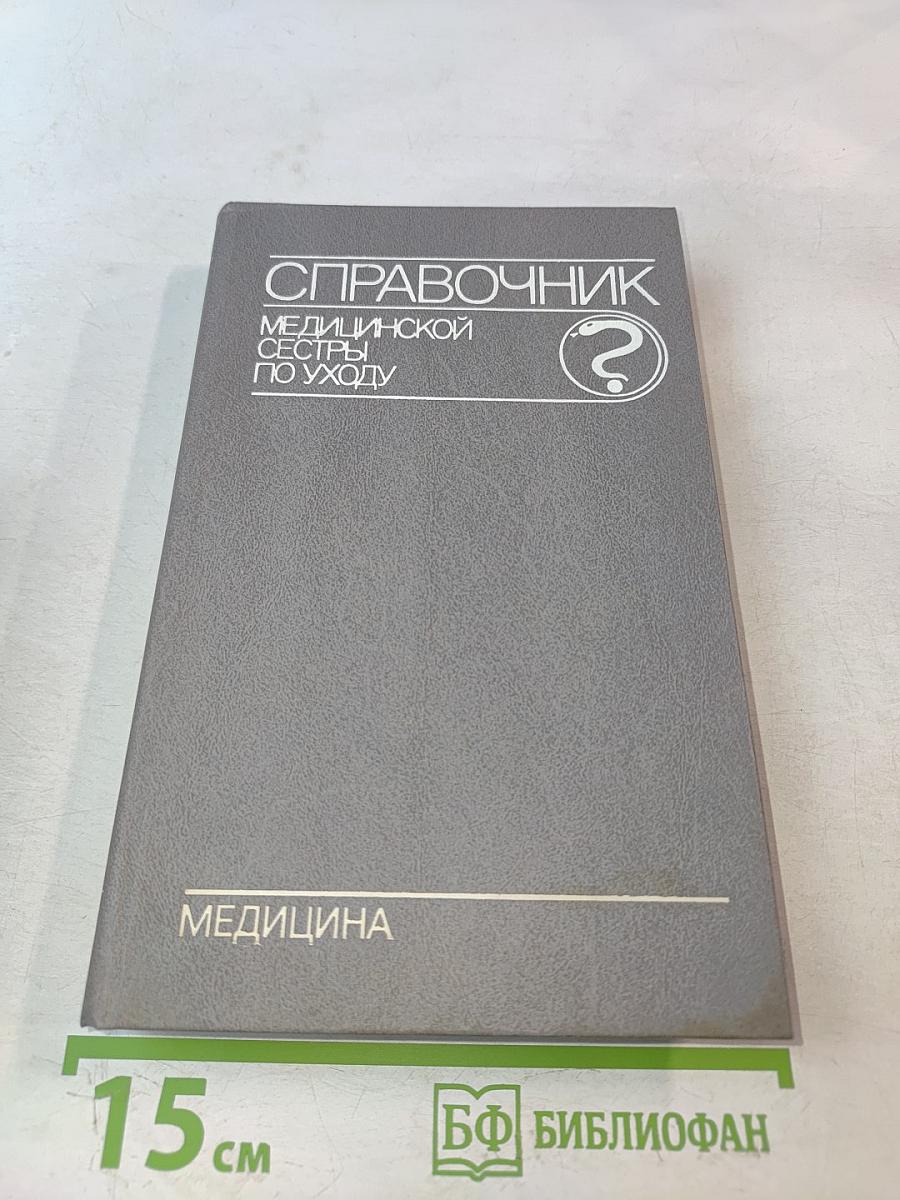 СПРАВОЧНИК
МЕДИЦИНСКОЙ
СЕСТРЫ
ПО УХОДУ
МЕДИЦИНА
15 см
БФ БИБЛИОФАН